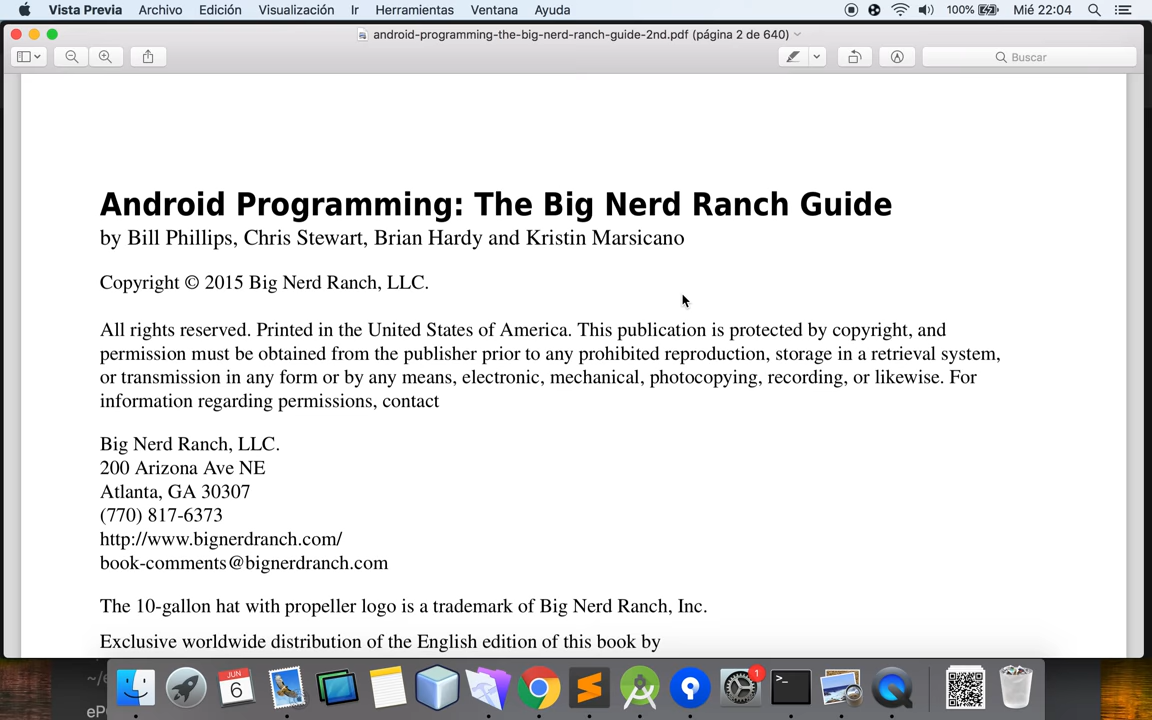 Vista Previa Archivo Edición Visualización Ir Herramientas Ventana Ayuda 100% Mié 22:04
android-programming-the-big-nerd-ranch-guide-2nd.pdf (página 2 de 640)
Buscar
Android Programming: The Big Nerd Ranch Guide
by Bill Phillips, Chris Stewart, Brian Hardy and Kristin Marsicano
Copyright © 2015 Big Nerd Ranch, LLC.
All rights reserved. Printed in the United States of America. This publication is protected by copyright, and
permission must be obtained from the publisher prior to any prohibited reproduction, storage in a retrieval system,
or transmission in any form or by any means, electronic, mechanical, photocopying, recording, or likewise. For
information regarding permissions, contact
Big Nerd Ranch, LLC.
200 Arizona Ave NE
Atlanta, GA 30307
(770) 817-6373
http://www.bignerdranch.com/
book-comments@bignerdranch.com
The 10-gallon hat with propeller logo is a trademark of Big Nerd Ranch, Inc.
Exclusive worldwide distribution of the English edition of this book by
JUN
6
1
>_